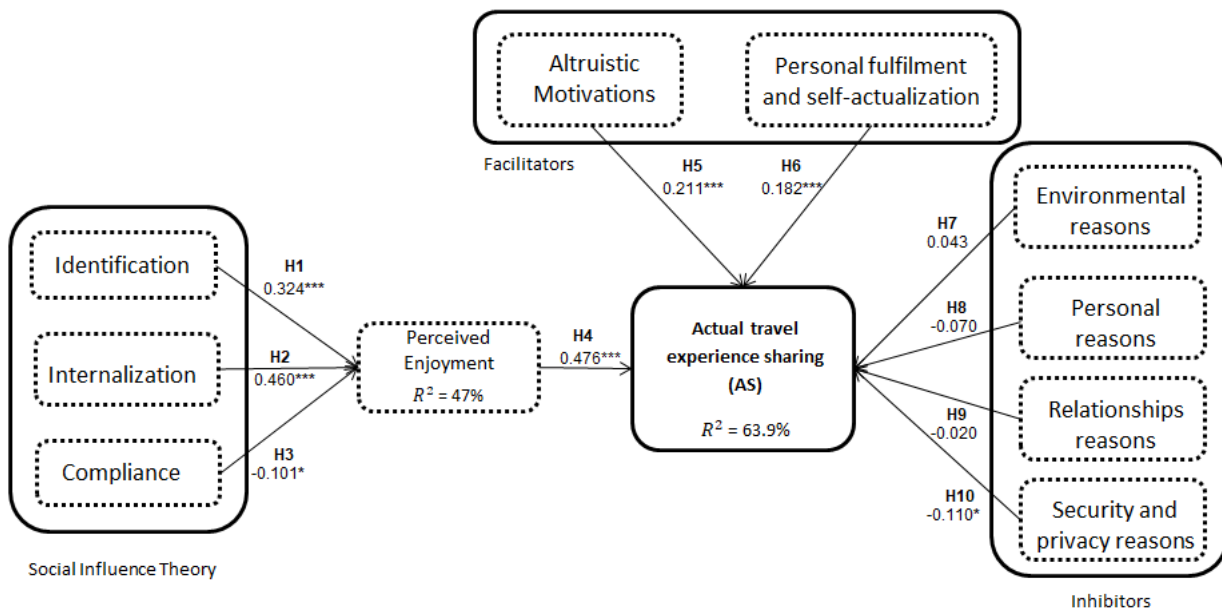 Altruistic
Motivations
Personal fulfilment
and self-actualization
Facilitators
H5
0.211***
H6
0.182***
Identification
Internalization
Compliance
Social Influence Theory
H1
0.324***
H2
0.460***
H3
-0.101*
Perceived
Enjoyment
R² = 47%
H4
0.476***
Actual travel
experience sharing
(AS)
R² = 63.9%
H7
0.043
H8
-0.070
H9
-0.020
H10
-0.110*
Environmental
reasons
Personal
reasons
Relationships
reasons
Security and
privacy reasons
Inhibitors